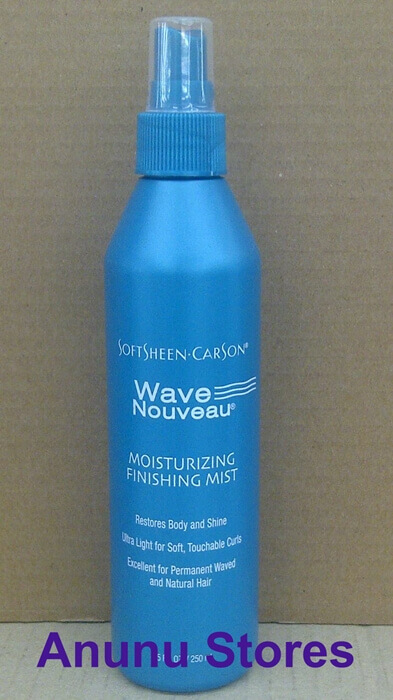 SOFTSHEEN-CARSON®
Wave
Nouveau®
MOISTURIZING
FINISHING MIST
Restores Body and Shine
Ultra Light for Soft, Touchable Curls
Excellent for Permanent Waved
and Natural Hair
Anunu Stores